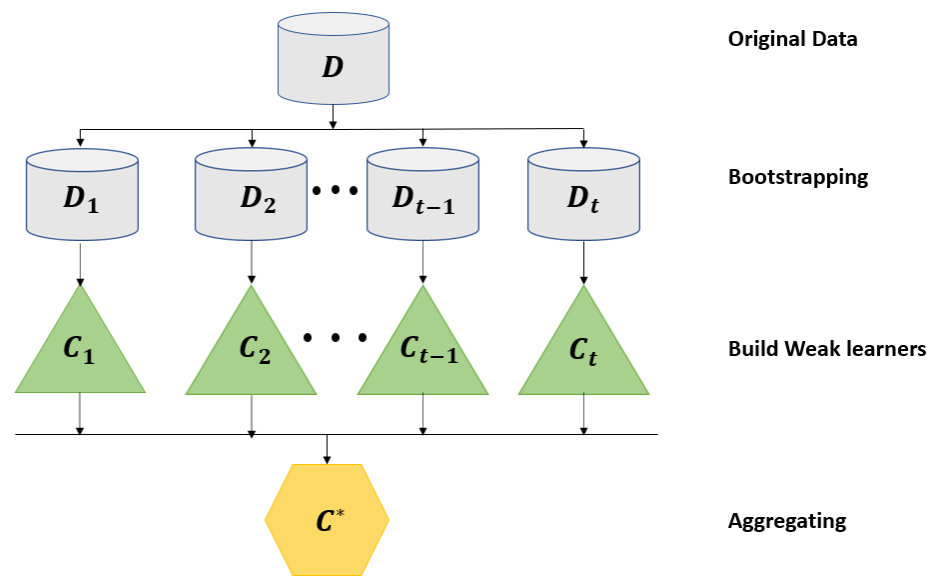 D
Original Data
D₁
D₂
•••
Dₜ₋₁
Dₜ
Bootstrapping
C₁
C₂
•••
Cₜ₋₁
Cₜ
Build Weak learners
C*
Aggregating